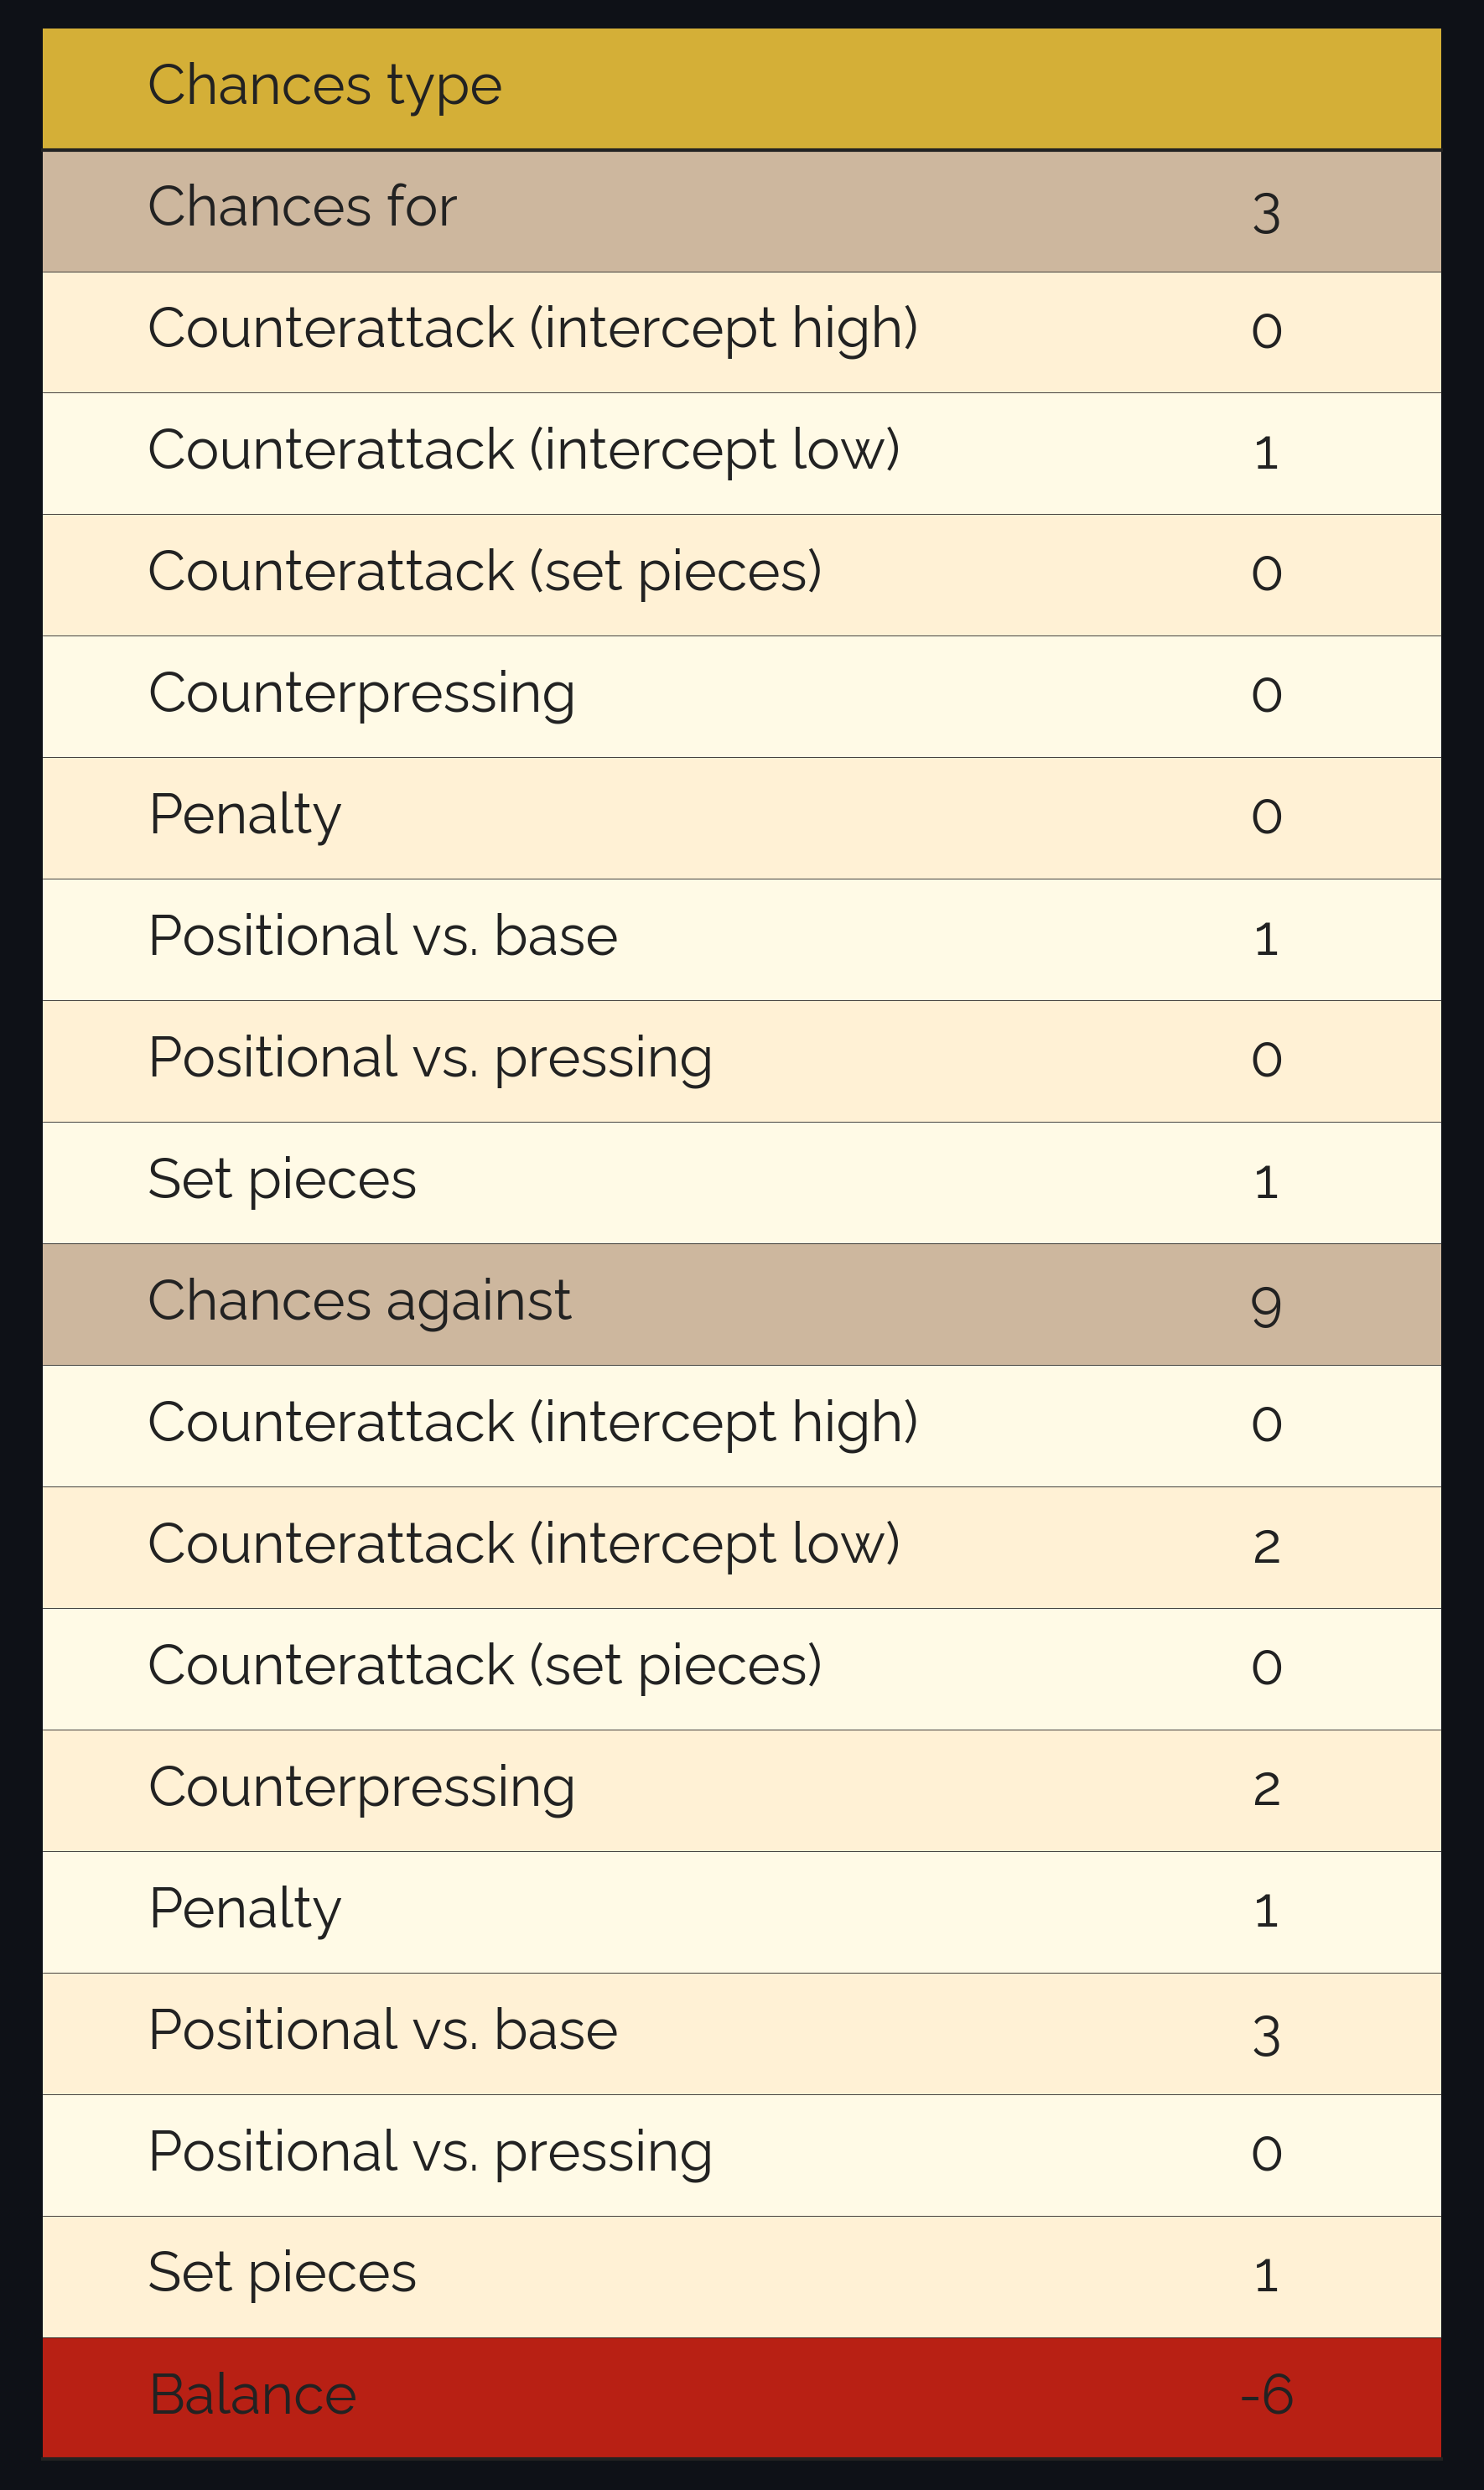 Chances type
Chances for 3
Counterattack (intercept high) 0
Counterattack (intercept low) 1
Counterattack (set pieces) 0
Counterpressing 0
Penalty 0
Positional vs. base 1
Positional vs. pressing 0
Set pieces 1
Chances against 9
Counterattack (intercept high) 0
Counterattack (intercept low) 2
Counterattack (set pieces) 0
Counterpressing 2
Penalty 1
Positional vs. base 3
Positional vs. pressing 0
Set pieces 1
Balance -6